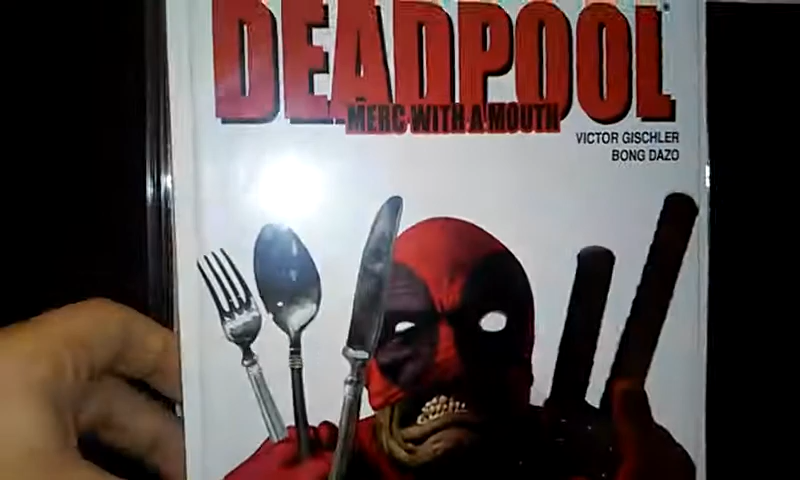 DEADPOOL
MERC WITH A MOUTH
VICTOR GISCHLER
BONG DAZO